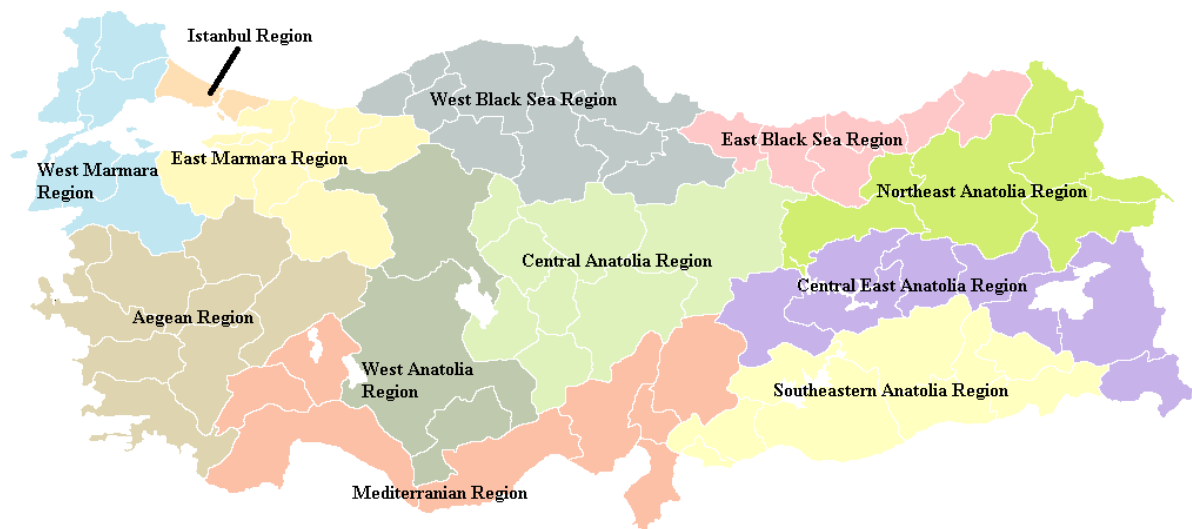 Istanbul Region
West Black Sea Region
East Black Sea Region
West Marmara
Region
East Marmara Region
Northeast Anatolia Region
Central Anatolia Region
Central East Anatolia Region
Aegean Region
West Anatolia
Region
Southeastern Anatolia Region
Mediterranian Region